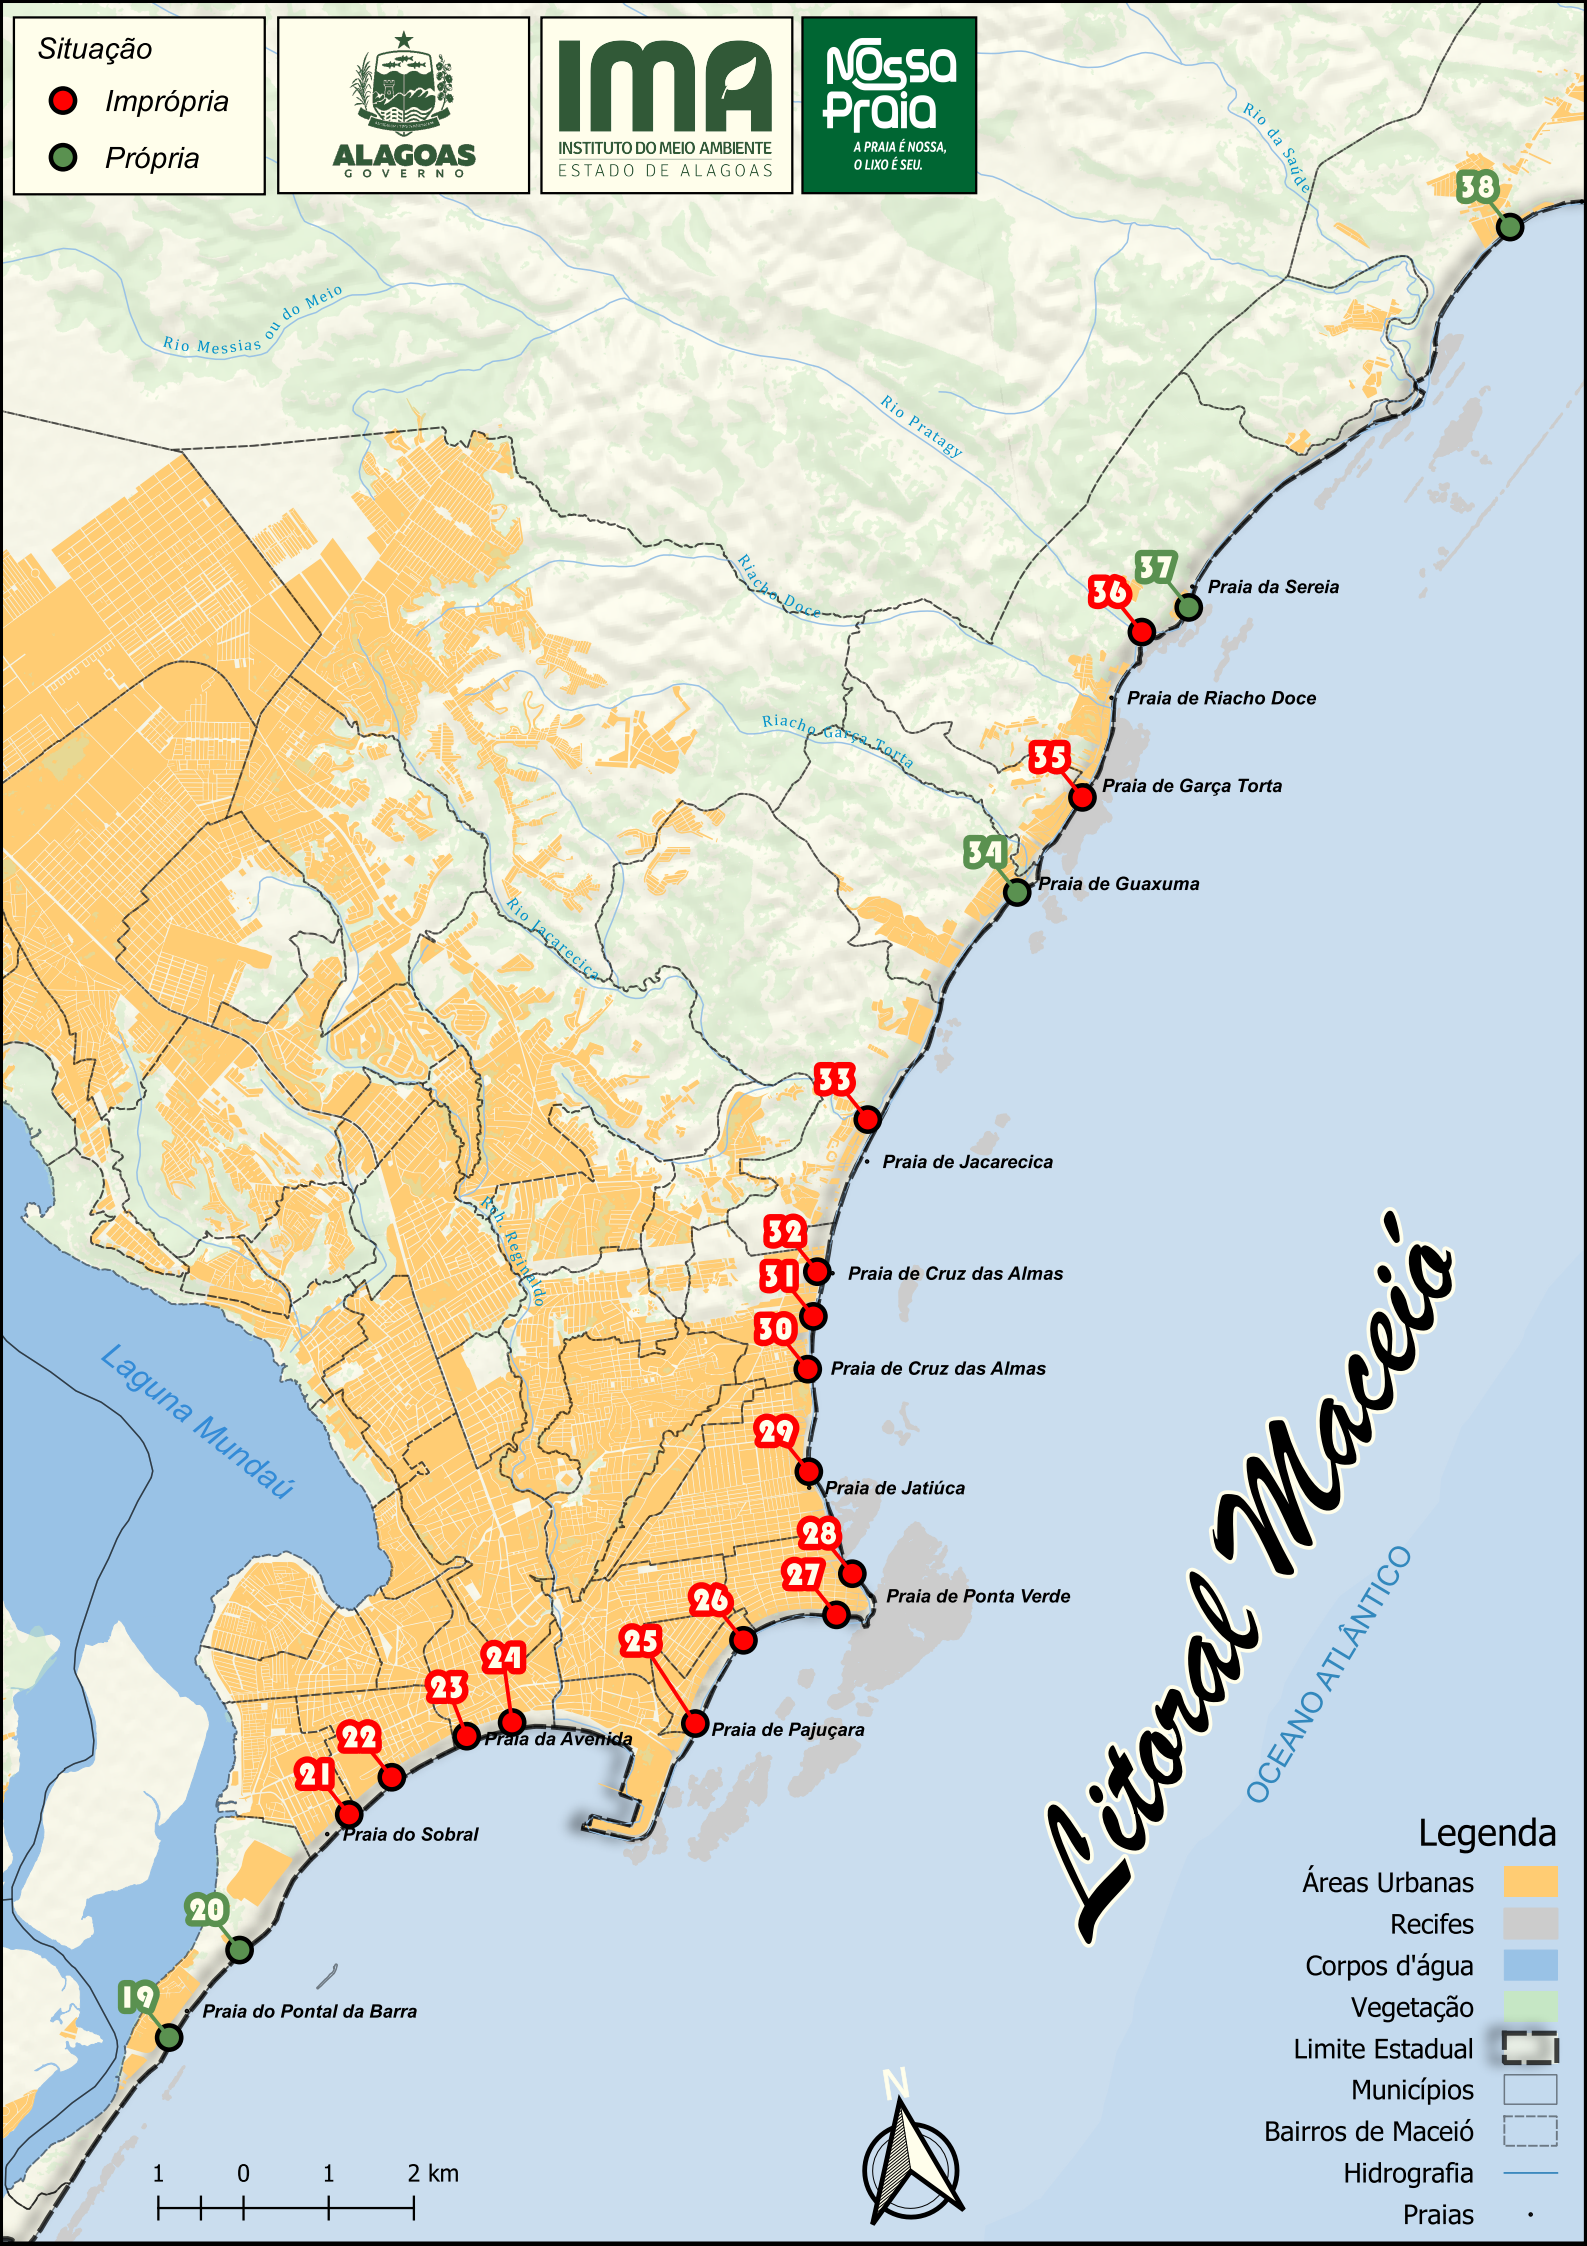 Situação
Imprópria
Própria
ALAGOAS
GOVERNO
IMA
INSTITUTO DO MEIO AMBIENTE
ESTADO DE ALAGOAS
Nossa
Praia
A PRAIA É NOSSA,
O LIXO É SEU.
Rio da Saúde
38
Rio Messias ou do Meio
Rio Pratagy
Riacho Doce
37
36
Praia da Sereia
Praia de Riacho Doce
Riacho Garça Torta
35
Praia de Garça Torta
34
Praia de Guaxuma
Rio Jacarecica
33
Praia de Jacarecica
Rch. Reginaldo
32
Praia de Cruz das Almas
31
30
Praia de Cruz das Almas
Laguna Mundaú
29
Praia de Jatiúca
28
27
Praia de Ponta Verde
26
25
24
23
Praia de Pajuçara
Praia da Avenida
22
21
Praia do Sobral
20
19
Praia do Pontal da Barra
Litoral Maceió
OCEANO ATLÂNTICO
Legenda
Áreas Urbanas
Recifes
Corpos d'água
Vegetação
Limite Estadual
Municípios
Bairros de Maceió
Hidrografia
Praias
N
1 0 1 2 km